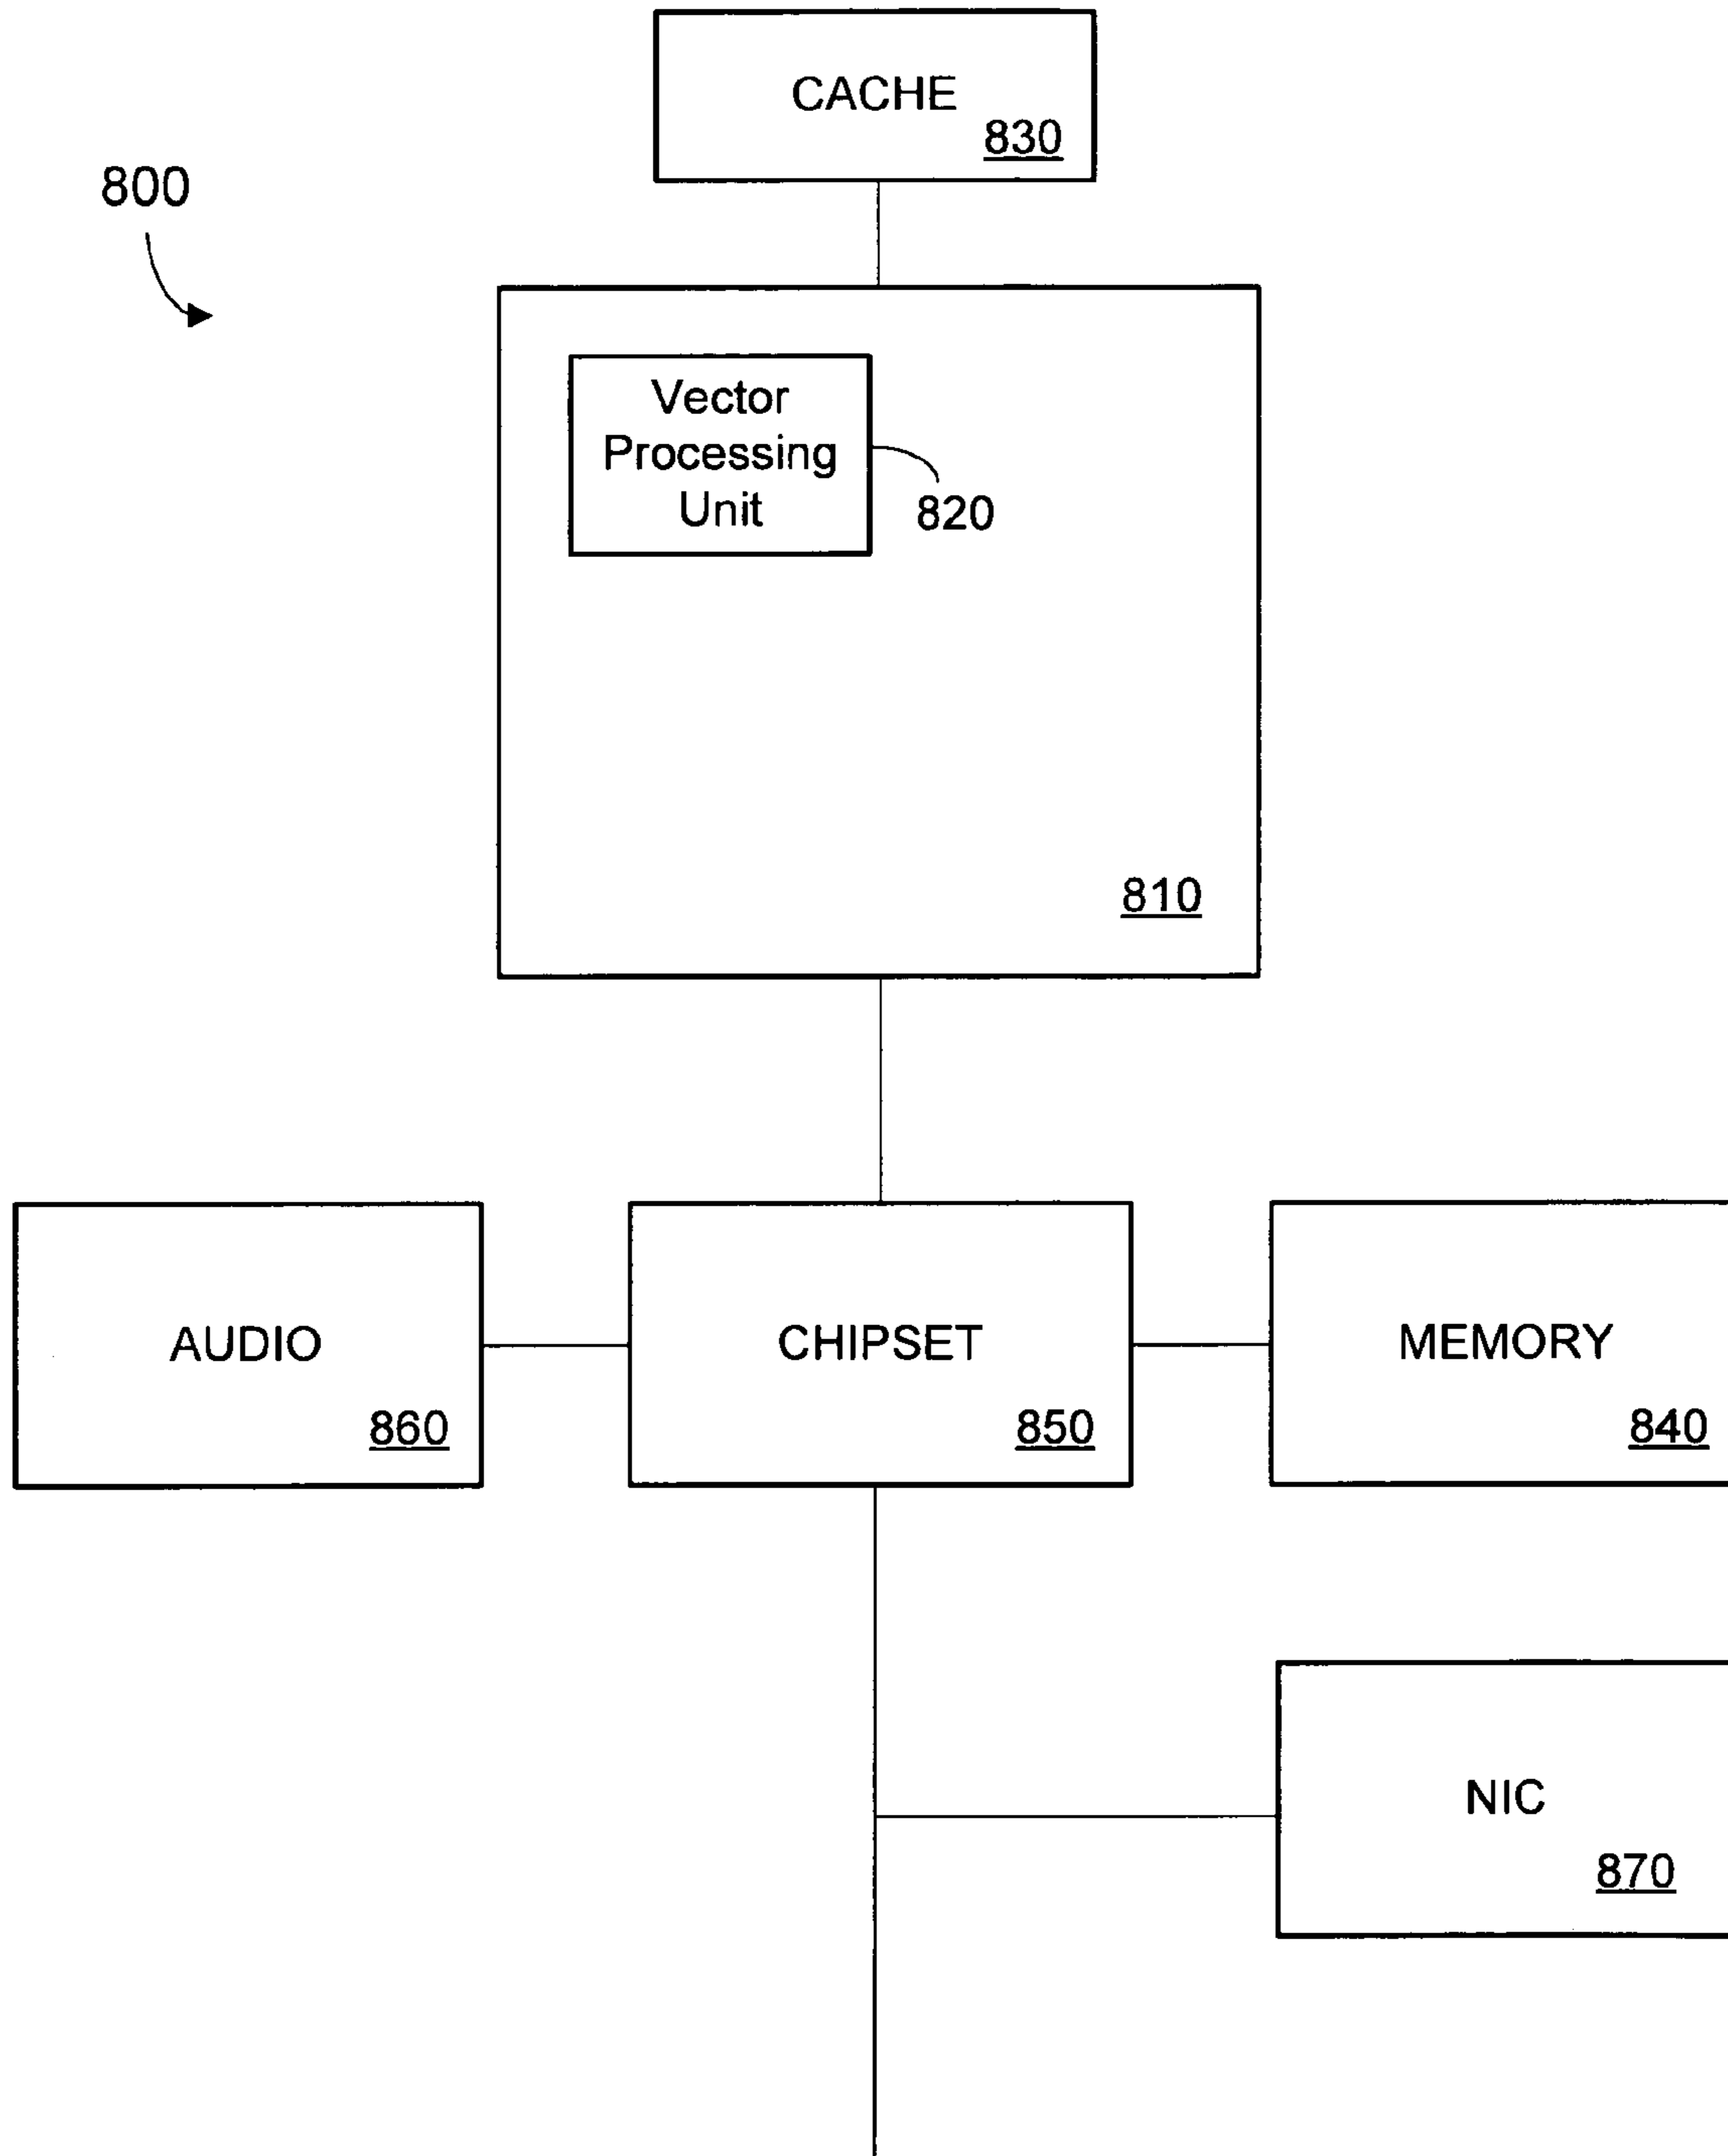 CACHE
830
800
Vector
Processing
Unit
820
810
AUDIO
860
CHIPSET
850
MEMORY
840
NIC
870